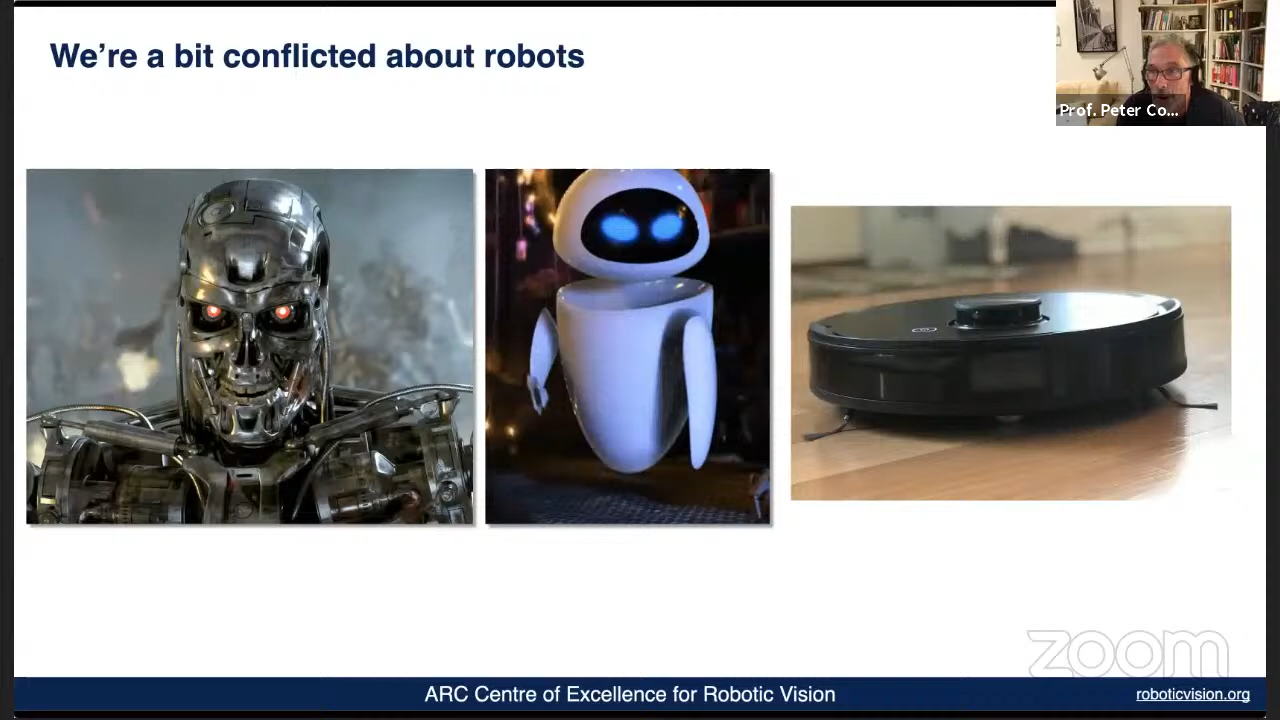 We're a bit conflicted about robots
Prof. Peter Co...
zoom
ARC Centre of Excellence for Robotic Vision
roboticvision.org